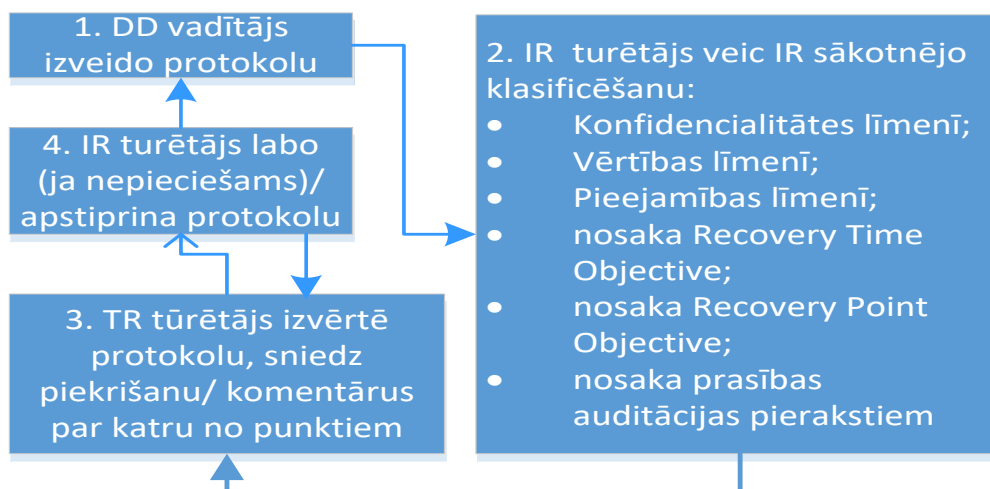 1. DD vadītājs
izveido protokolu
4. IR turētājs labo
(ja nepieciešams)/
apstiprina protokolu
3. TR tūrētājs izvērtē
protokolu, sniedz
piekrišanu/ komentārus
par katru no punktiem
2. IR turētājs veic IR sākotnējo
klasificēšanu:
• Konfidencialitātes līmenī;
• Vērtības līmenī;
• Pieejamības līmenī;
• nosaka Recovery Time
Objective;
• nosaka Recovery Point
Objective;
• nosaka prasības
auditācijas pierakstiem